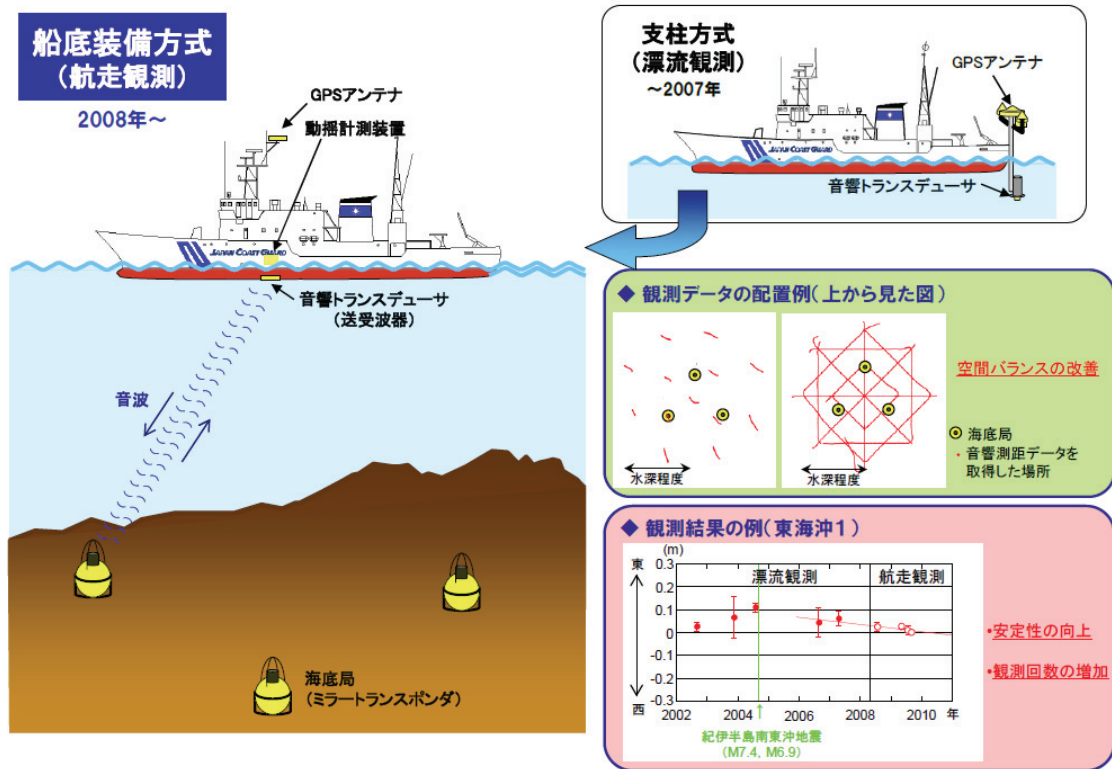 船底装備方式
(航走観測)
2008年～
GPSアンテナ
動揺計測装置
JAPAN COAST GUARD
音響トランスデューサ
(送受波器)
音波
海底局
(ミラートランスポンダ)
支柱方式
(漂流観測)
～2007年
GPSアンテナ
JAPAN COAST GUARD
音響トランスデューサ
◆ 観測データの配置例(上から見た図)
水深程度
水深程度
空間バランスの改善
海底局
・音響測距データを
取得した場所
◆ 観測結果の例(東海沖1)
(m)
東
西
0.3
0.2
0.1
0
-0.1
-0.2
-0.3
漂流観測
航走観測
2002 2004 2006 2008 2010 年
↑
紀伊半島南東沖地震
(M7.4, M6.9)
•安定性の向上
•観測回数の増加